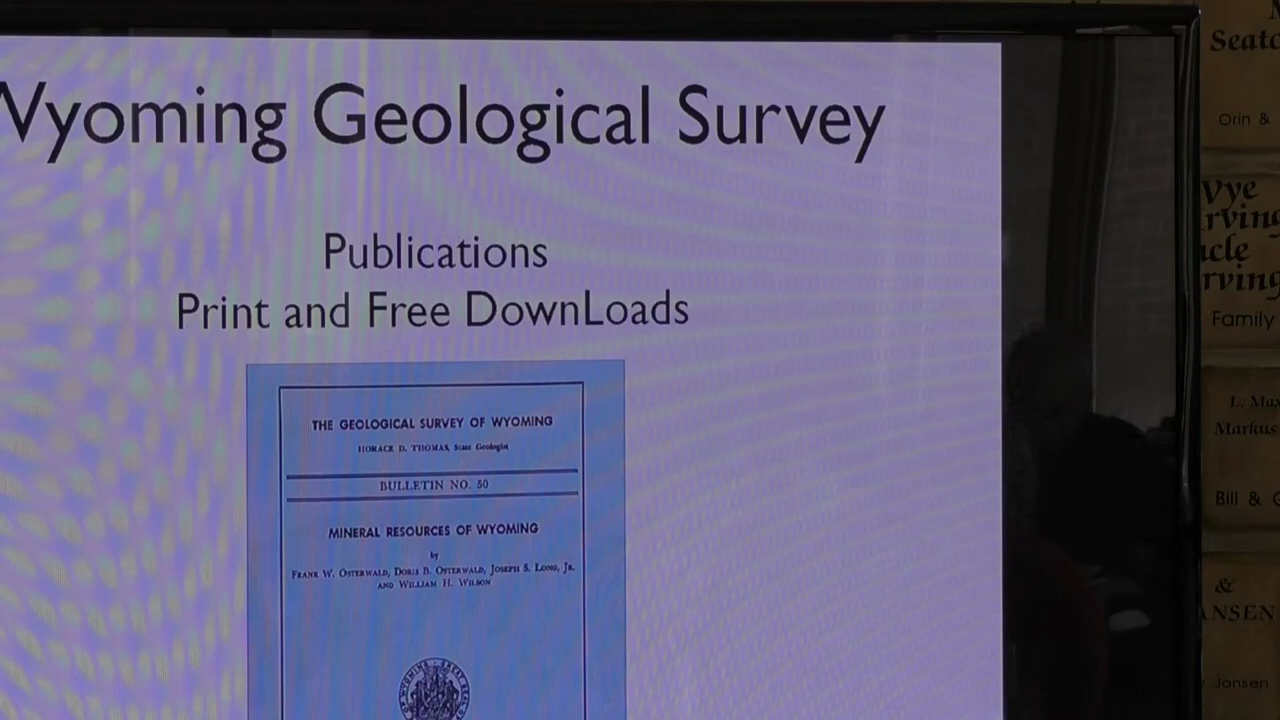 Wyoming Geological Survey
Publications
Print and Free DownLoads
THE GEOLOGICAL SURVEY OF WYOMING
HORACE D. THOMAS, State Geologist
BULLETIN NO. 50
MINERAL RESOURCES OF WYOMING
by
FRANK W. OSTERWALD, DORIS B. OSTERWALD, JOSEPH S. LONG, JR.
AND WILLIAM H. WILSON
Orin &
Vye
Family
L.
Bill &
&
Jansen